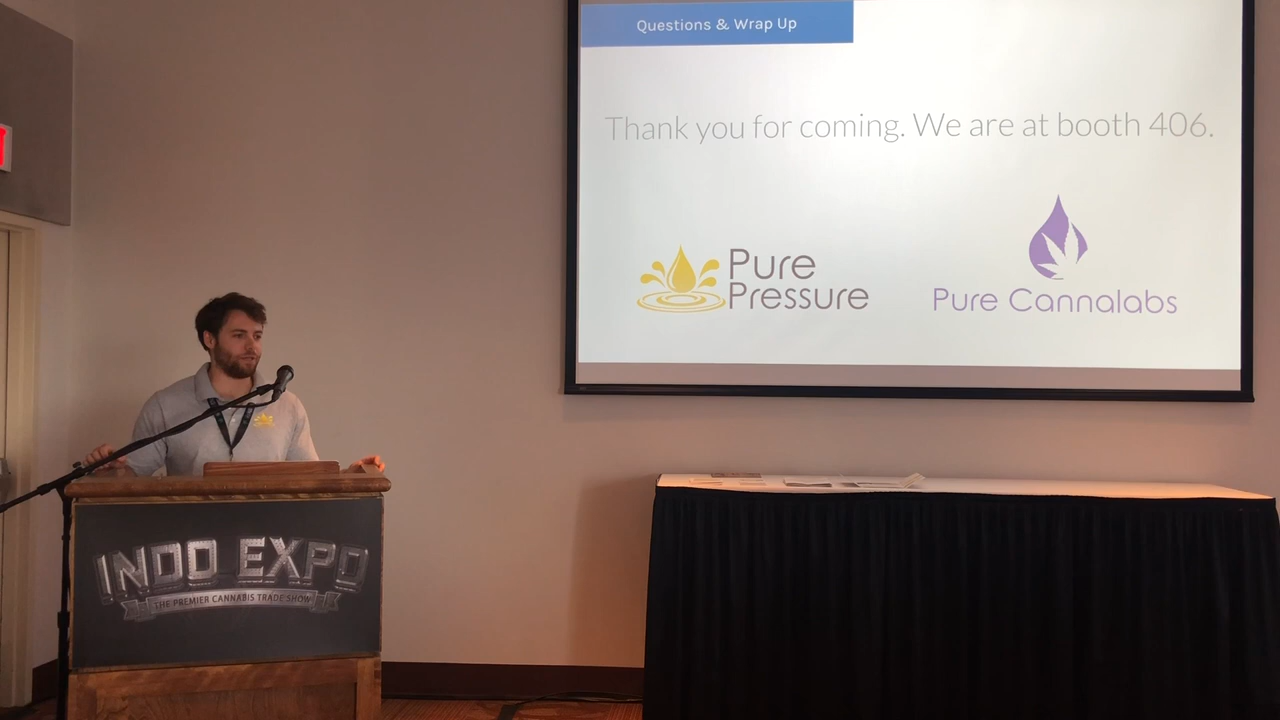 Questions & Wrap Up
Thank you for coming. We are at booth 406.
Pure
Pressure
Pure Cannalabs
INDO EXPO
THE PREMIER CANNABIS TRADE SHOW